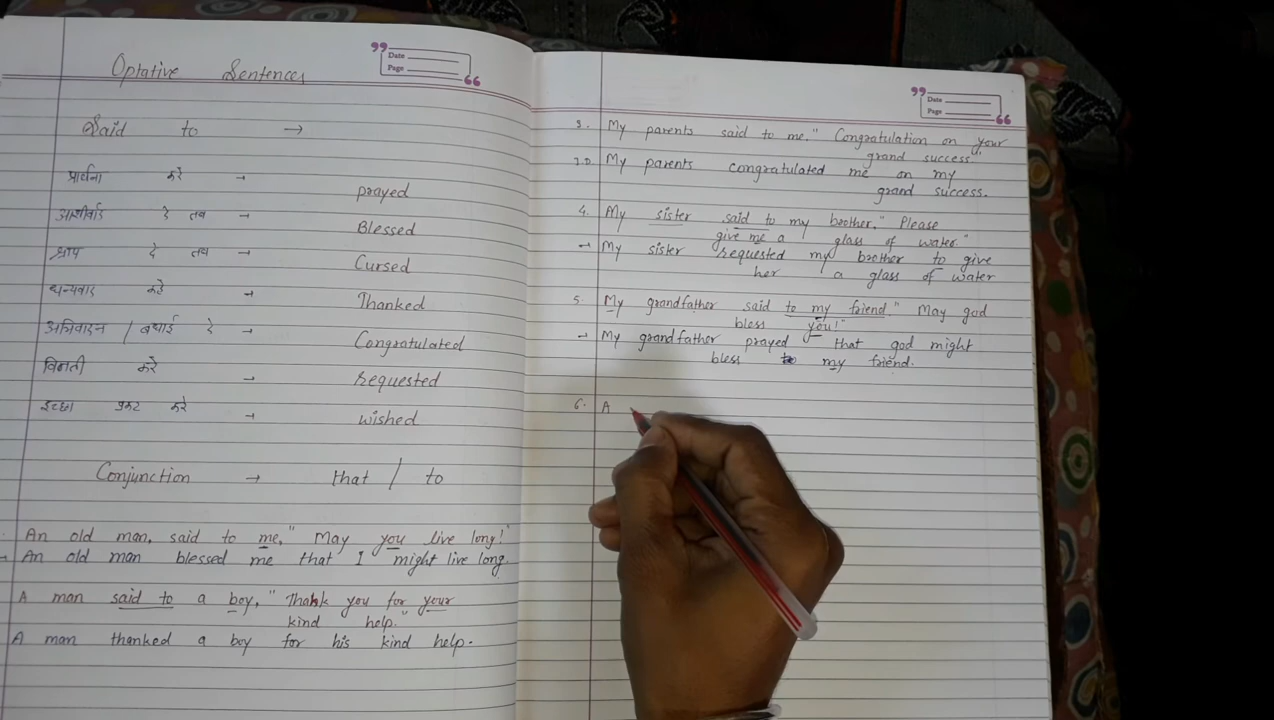 Optative Sentences
Date
Page
Said to →
प्रार्थना करे → prayed
आशीर्वाद दे तब → Blessed
श्राप दे तब → Cursed
धन्यवाद करे → Thanked
अभिवादन / बधाई दे → Congratulated
विनती करे → requested
इच्छा प्रकट करे → wished
Conjunction → that / to
An old man, said to me, " May you live long!"
→ An old man blessed me that I might live long.
A man said to a boy, " Thank you for your
kind help.
A man thanked a boy for his kind help.
Date
Page
3. My parents said to me." Congratulation on your
grand success"
I.D My parents congratulated me on my
grand success.
4. My sister said to my brother," Please
give me a glass of water."
→ My sister requested my brother to give
her a glass of water
5. My grandfather said to my friend." May god
bless you!"
→ My grandfather prayed that god might
bless my friend.
6. A